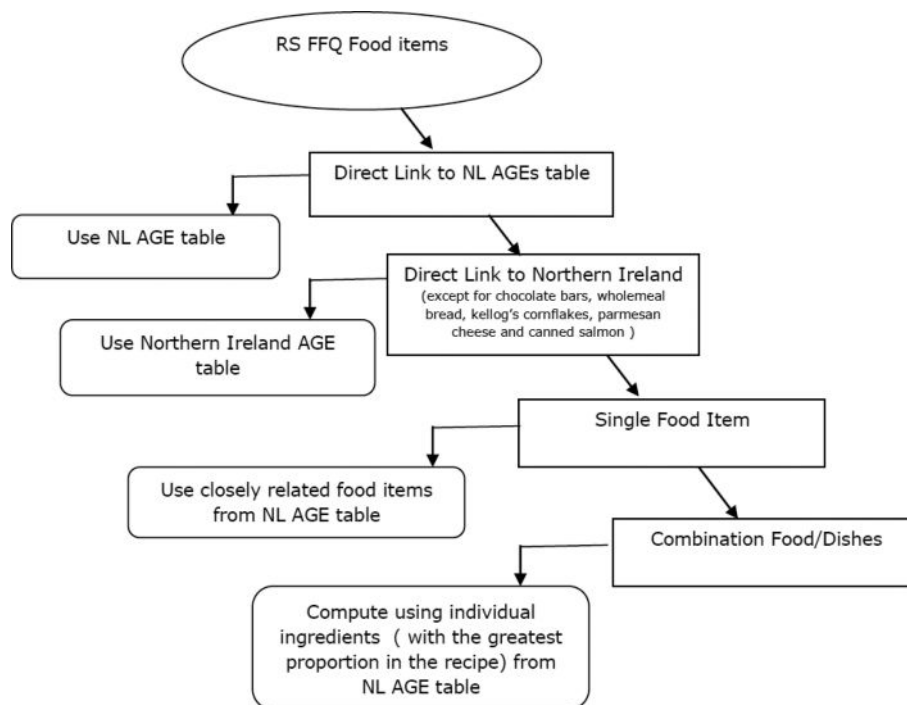 RS FFQ Food items
Direct Link to NL AGEs table
Use NL AGE table
Direct Link to Northern Ireland
(except for chocolate bars, wholemeal
bread, kellog's cornflakes, parmesan
cheese and canned salmon )
Use Northern Ireland AGE
table
Single Food Item
Use closely related food items
from NL AGE table
Combination Food/Dishes
Compute using individual
ingredients ( with the greatest
proportion in the recipe) from
NL AGE table